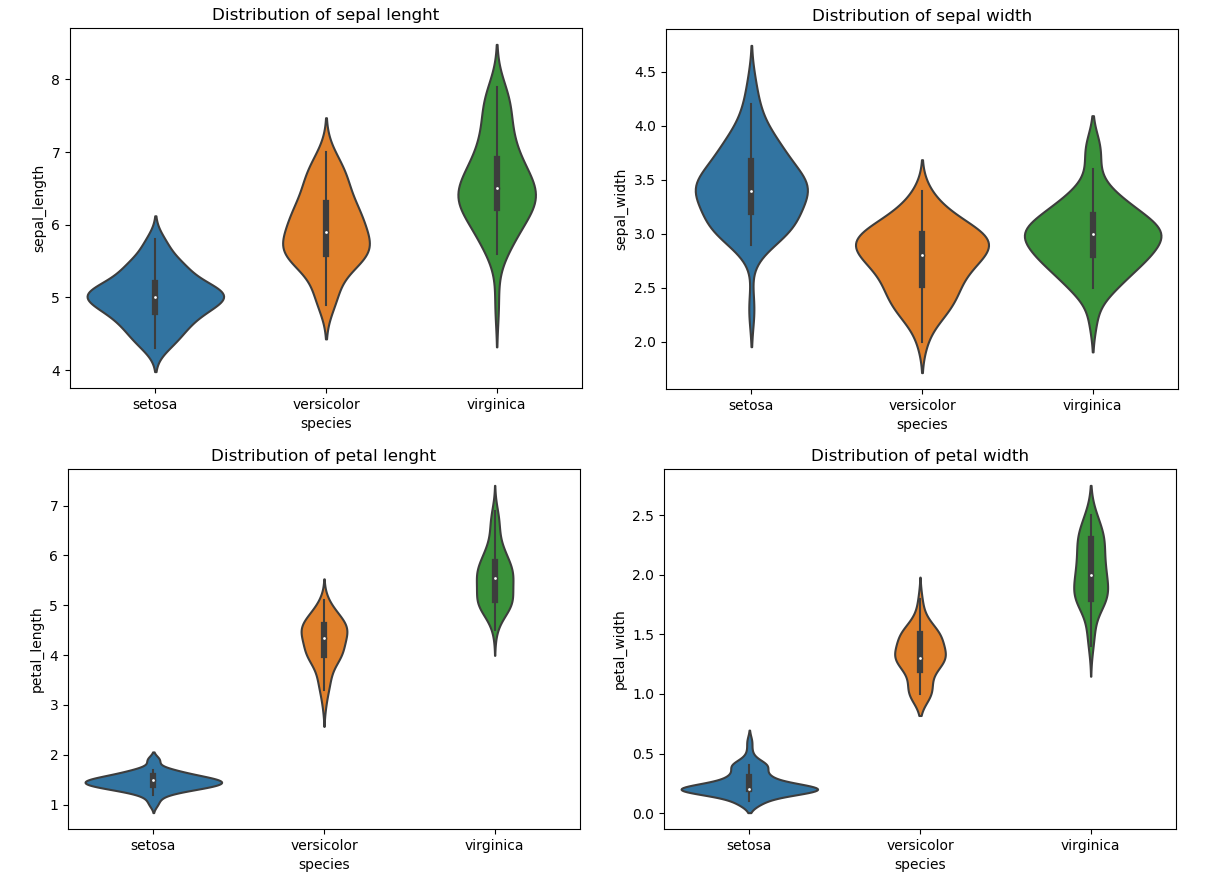 Distribution of sepal lenght
sepal_length
8
7
6
5
4
setosa versicolor virginica
species
Distribution of sepal width
sepal_width
4.5
4.0
3.5
3.0
2.5
2.0
setosa versicolor virginica
species
Distribution of petal lenght
petal_length
7
6
5
4
3
2
1
setosa versicolor virginica
species
Distribution of petal width
petal_width
2.5
2.0
1.5
1.0
0.5
0.0
setosa versicolor virginica
species